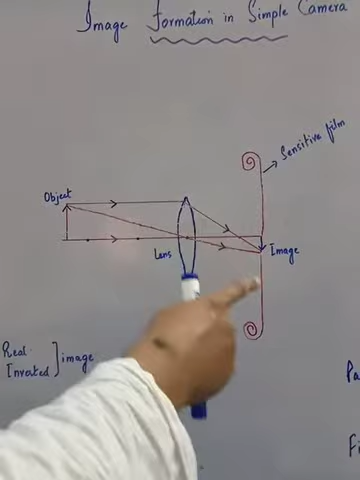 Image Formation in Simple Camera
Sensitive film
Object
Lens
Image
Real
Inverted ] image